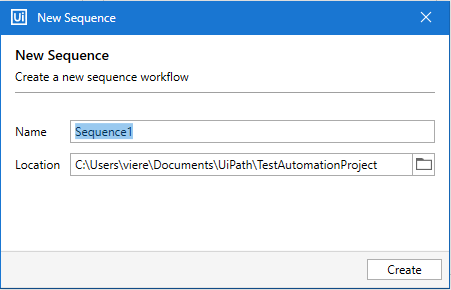 Ui New Sequence
New Sequence
Create a new sequence workflow
Name Sequence1
Location C:\Users\viere\Documents\UiPath\TestAutomationProject
Create